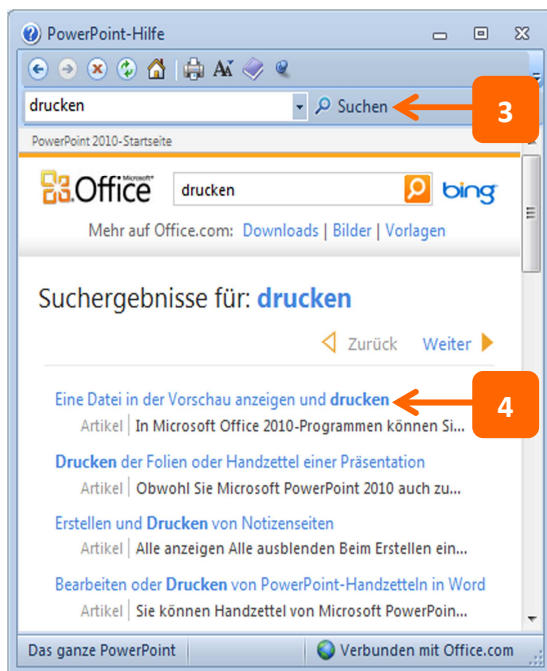 PowerPoint-Hilfe
drucken Suchen 3
PowerPoint 2010-Startseite
Microsoft®
Office drucken bing
Mehr auf Office.com: Downloads | Bilder | Vorlagen
Suchergebnisse für: drucken
Zurück Weiter
Eine Datei in der Vorschau anzeigen und drucken 4
Artikel | In Microsoft Office 2010-Programmen können Si...
Drucken der Folien oder Handzettel einer Präsentation
Artikel | Obwohl Sie Microsoft PowerPoint 2010 auch zu...
Erstellen und Drucken von Notizenseiten
Artikel | Alle anzeigen Alle ausblenden Beim Erstellen ein...
Bearbeiten oder Drucken von PowerPoint-Handzetteln in Word
Artikel | Sie können Handzettel von Microsoft PowerPoin...
Das ganze PowerPoint Verbunden mit Office.com